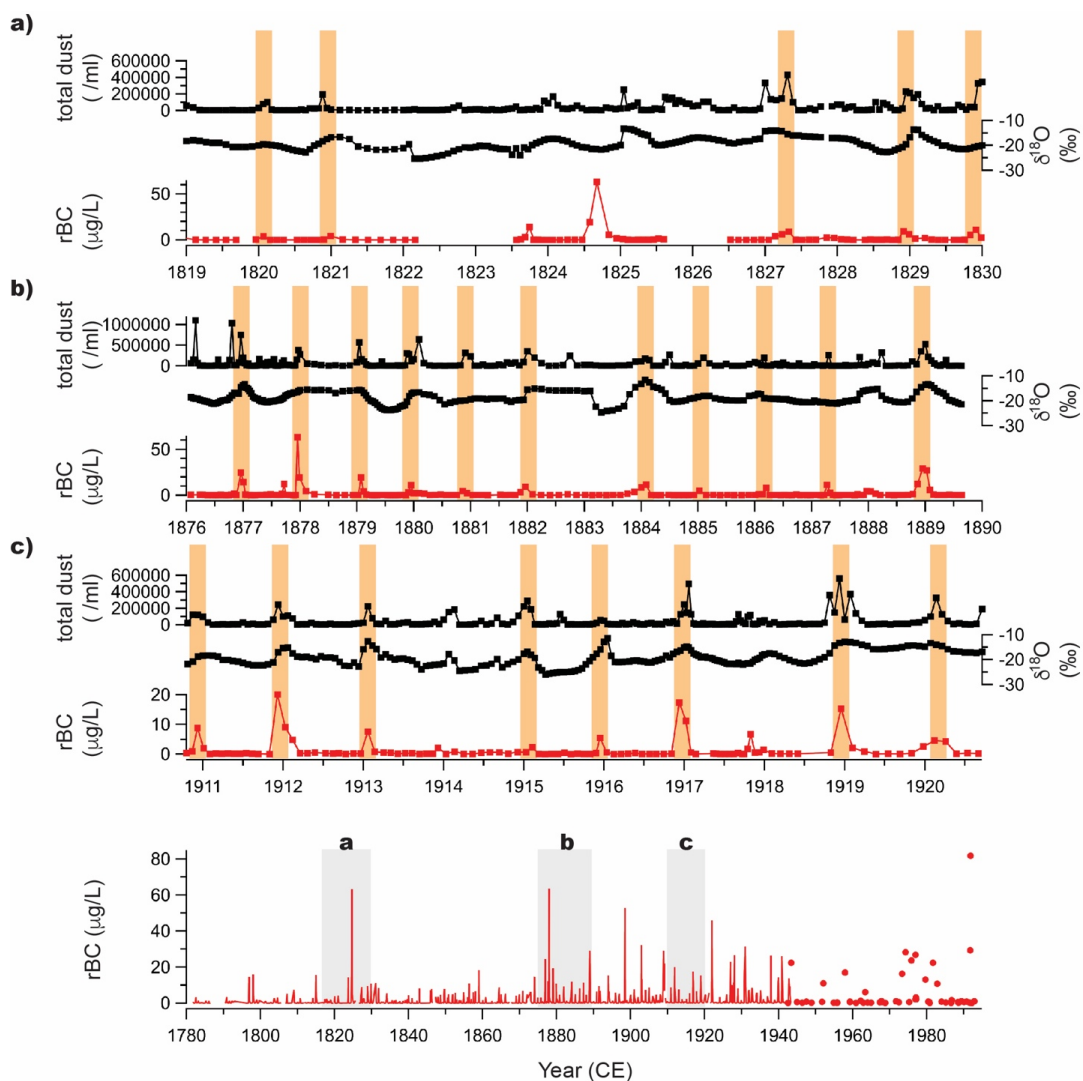 a)
total dust
( /ml)
600000
400000
200000
0
-10
-20
-30
δ18O
(‰)
rBC
(μg/L)
50
0
1819 1820 1821 1822 1823 1824 1825 1826 1827 1828 1829 1830
b)
total dust
( /ml)
1000000
500000
0
-10
-20
-30
δ18O
(‰)
rBC
(μg/L)
50
0
1876 1877 1878 1879 1880 1881 1882 1883 1884 1885 1886 1887 1888 1889 1890
c)
total dust
( /ml)
600000
400000
200000
0
-10
-20
-30
δ18O
(‰)
rBC
(μg/L)
20
10
0
1911 1912 1913 1914 1915 1916 1917 1918 1919 1920
a b c
rBC (μg/L)
80
60
40
20
0
1780 1800 1820 1840 1860 1880 1900 1920 1940 1960 1980
Year (CE)